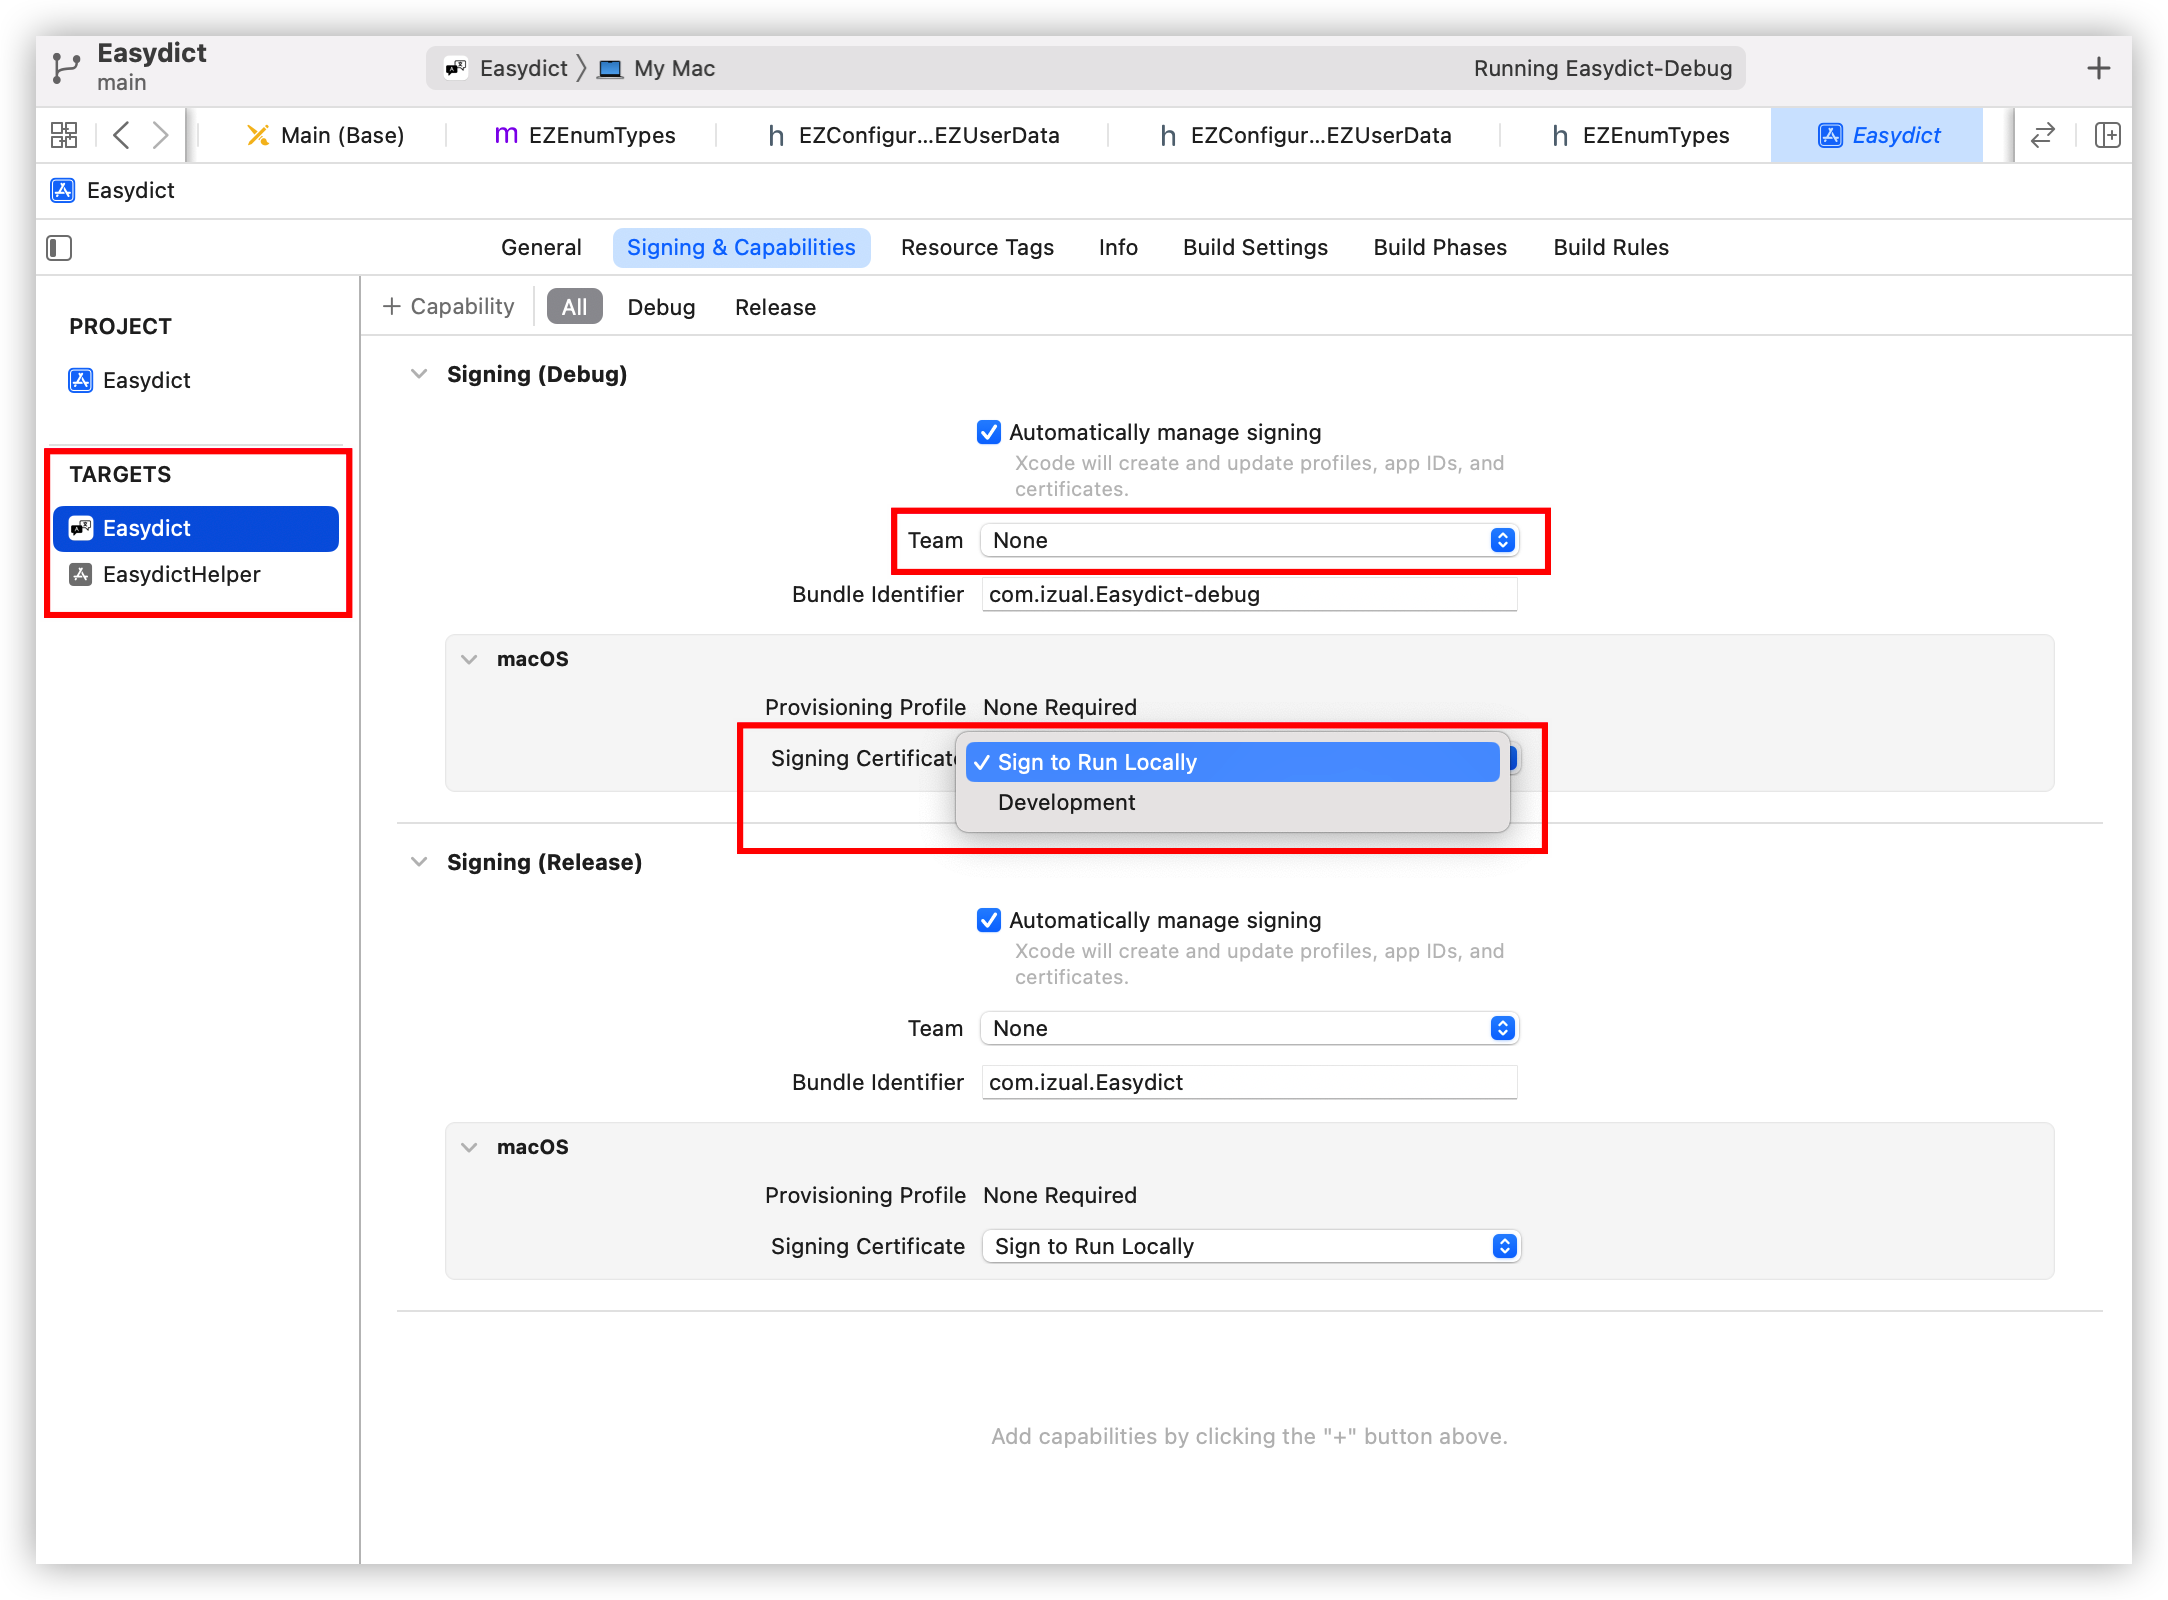 Easydict
main
Easydict 〉 My Mac
Running Easydict-Debug
Main (Base)
m EZEnumTypes
h EZConfigur...EZUserData
h EZConfigur...EZUserData
h EZEnumTypes
Easydict
Easydict
General
Signing & Capabilities
Resource Tags
Info
Build Settings
Build Phases
Build Rules
PROJECT
Easydict
TARGETS
Easydict
EasydictHelper
+ Capability
All
Debug
Release
Signing (Debug)
Automatically manage signing
Xcode will create and update profiles, app IDs, and
certificates.
Team None
Bundle Identifier com.izual.Easydict-debug
macOS
Provisioning Profile None Required
Signing Certificate
✓ Sign to Run Locally
Development
Signing (Release)
Automatically manage signing
Xcode will create and update profiles, app IDs, and
certificates.
Team None
Bundle Identifier com.izual.Easydict
macOS
Provisioning Profile None Required
Signing Certificate Sign to Run Locally
Add capabilities by clicking the "+" button above.